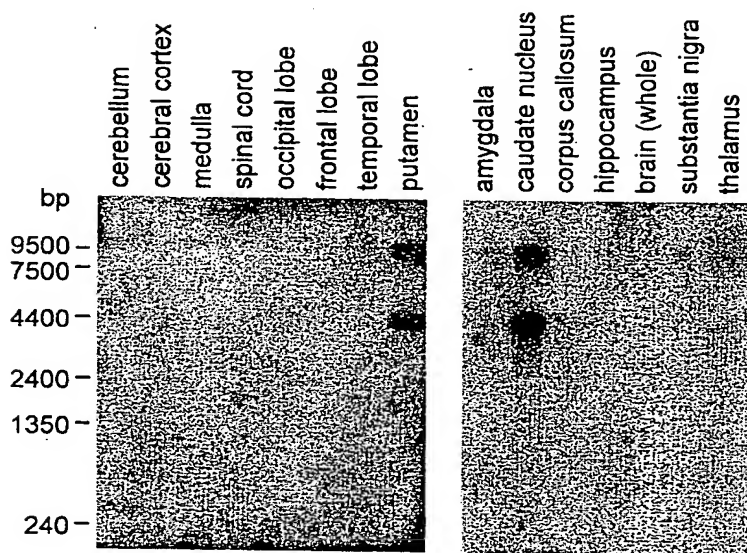 cerebellum
cerebral cortex
medulla
spinal cord
occipital lobe
frontal lobe
temporal lobe
putamen
amygdala
caudate nucleus
corpus callosum
hippocampus
brain (whole)
substantia nigra
thalamus
bp
9500
7500
4400
2400
1350
240